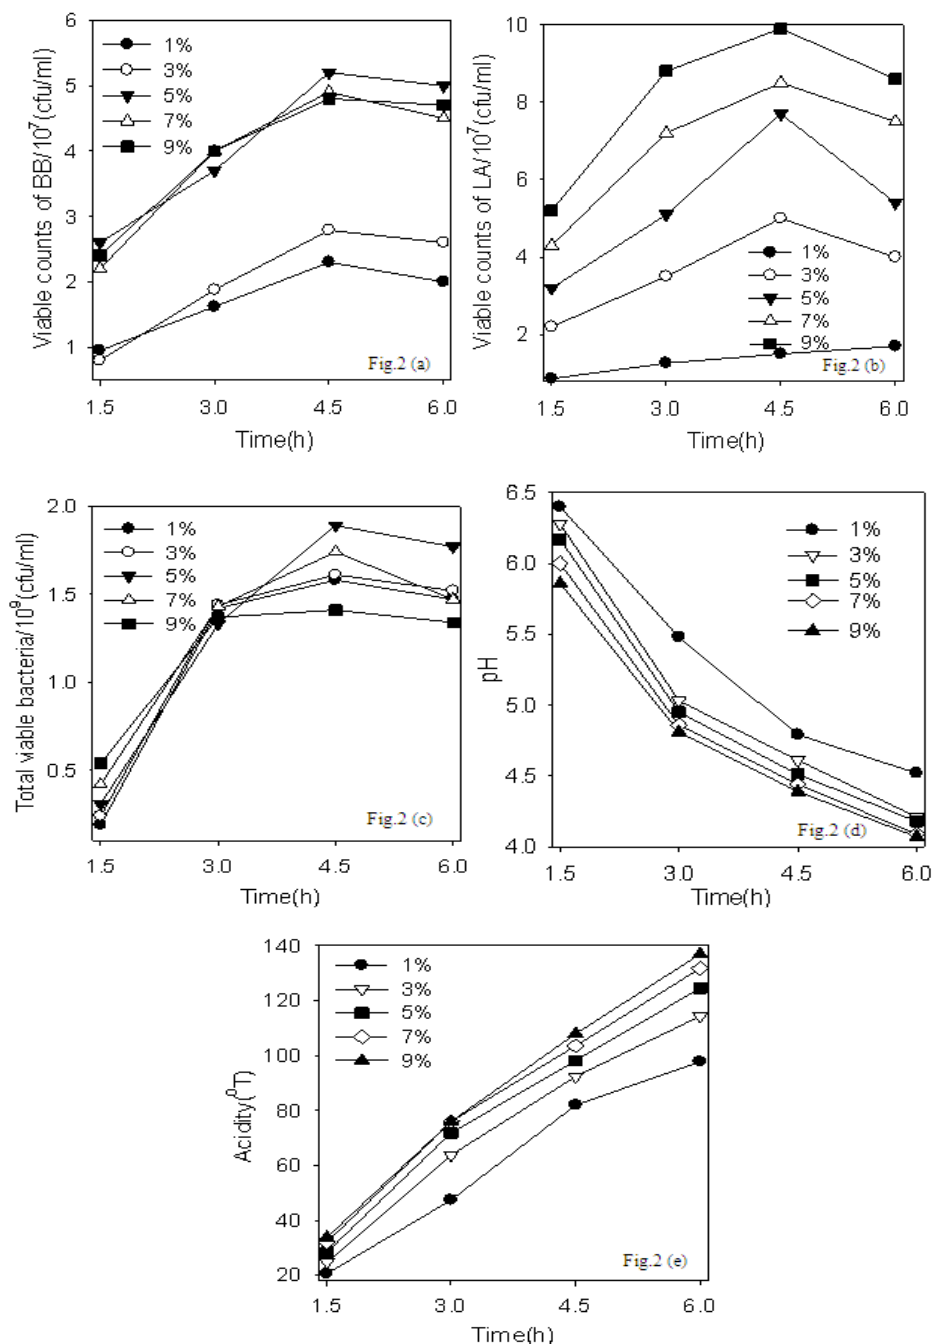 Viable counts of BB/10⁷(cfu/ml)
6
5
4
3
2
1
1%
3%
5%
7%
9%
Fig.2 (a)
1.5 3.0 4.5 6.0
Time(h)
Viable counts of LA/10⁷(cfu/ml)
10
8
6
4
2
1%
3%
5%
7%
9%
Fig.2 (b)
1.5 3.0 4.5 6.0
Time(h)
Total viable bacteria/10⁹(cfu/ml)
2.0
1.5
1.0
0.5
1%
3%
5%
7%
9%
Fig.2 (c)
1.5 3.0 4.5 6.0
Time(h)
pH
6.5
6.0
5.5
5.0
4.5
4.0
1%
3%
5%
7%
9%
Fig.2 (d)
1.5 3.0 4.5 6.0
Time(h)
Acidity(⁰T)
140
120
100
80
60
40
20
1%
3%
5%
7%
9%
Fig.2 (e)
1.5 3.0 4.5 6.0
Time(h)